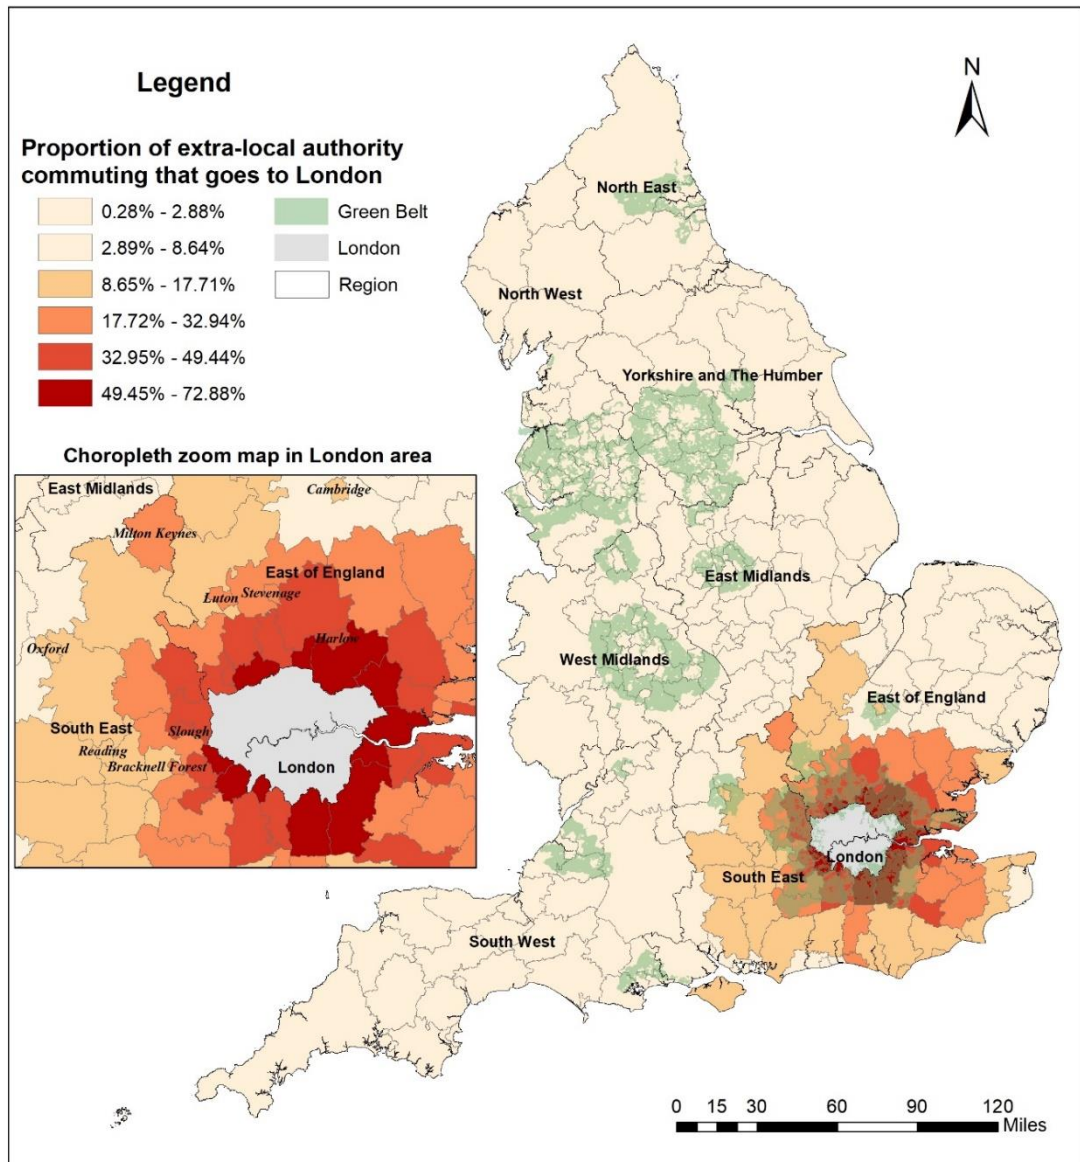 Legend
N
Proportion of extra-local authority
commuting that goes to London
0.28% - 2.88%
2.89% - 8.64%
8.65% - 17.71%
17.72% - 32.94%
32.95% - 49.44%
49.45% - 72.88%
Green Belt
London
Region
Choropleth zoom map in London area
East Midlands
Cambridge
Milton Keynes
East of England
Luton
Stevenage
Harlow
Oxford
South East
Slough
Reading
Bracknell Forest
London
North East
North West
Yorkshire and The Humber
East Midlands
West Midlands
East of England
London
South East
South West
0 15 30 60 90 120
Miles